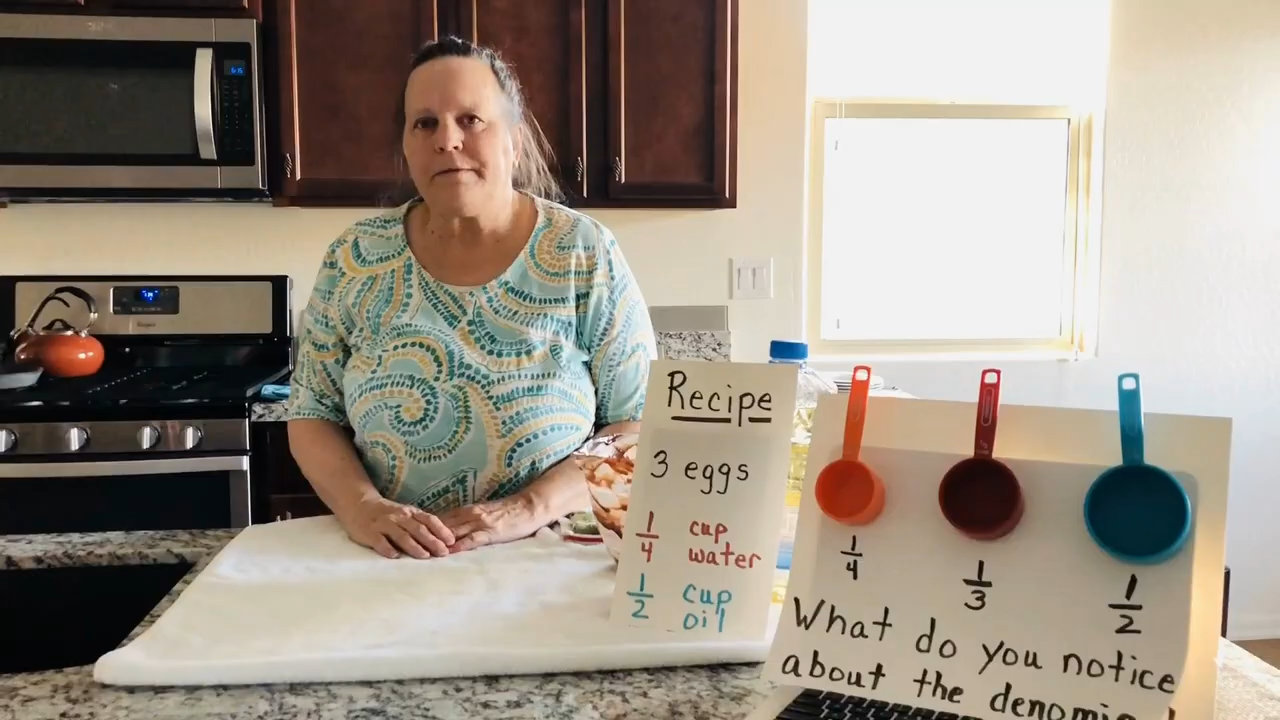 Recipe
3 eggs
1/4 cup water
1/2 cup oil
1/4
1/3
1/2
What do you notice
about the